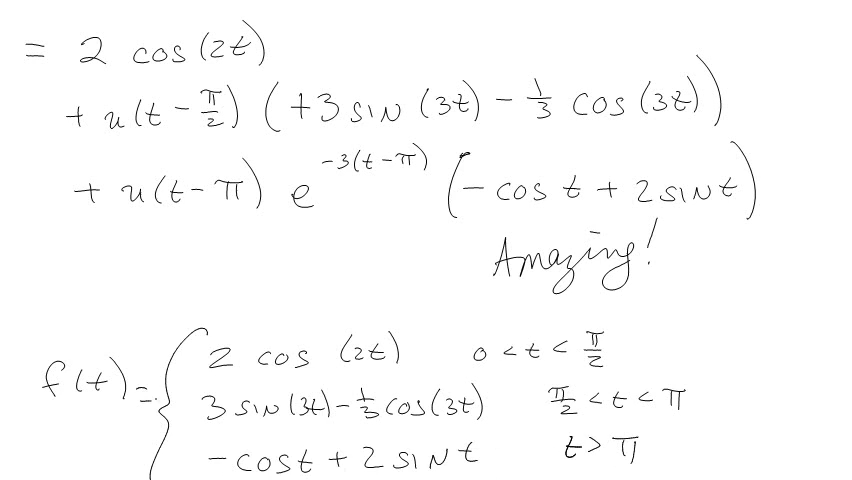 = 2 cos (2t)
+ u(t - π/2) (+3 sin (3t) - 1/3 cos (3t))
+ u(t - π) e^{-3(t - π)} (- cos t + 2 sin t)
Amazing!
f(t) = { 2 cos (2t) 0 < t < π/2
3 sin (3t) - 1/3 cos (3t) π/2 < t < π
- cos t + 2 sin t t > π